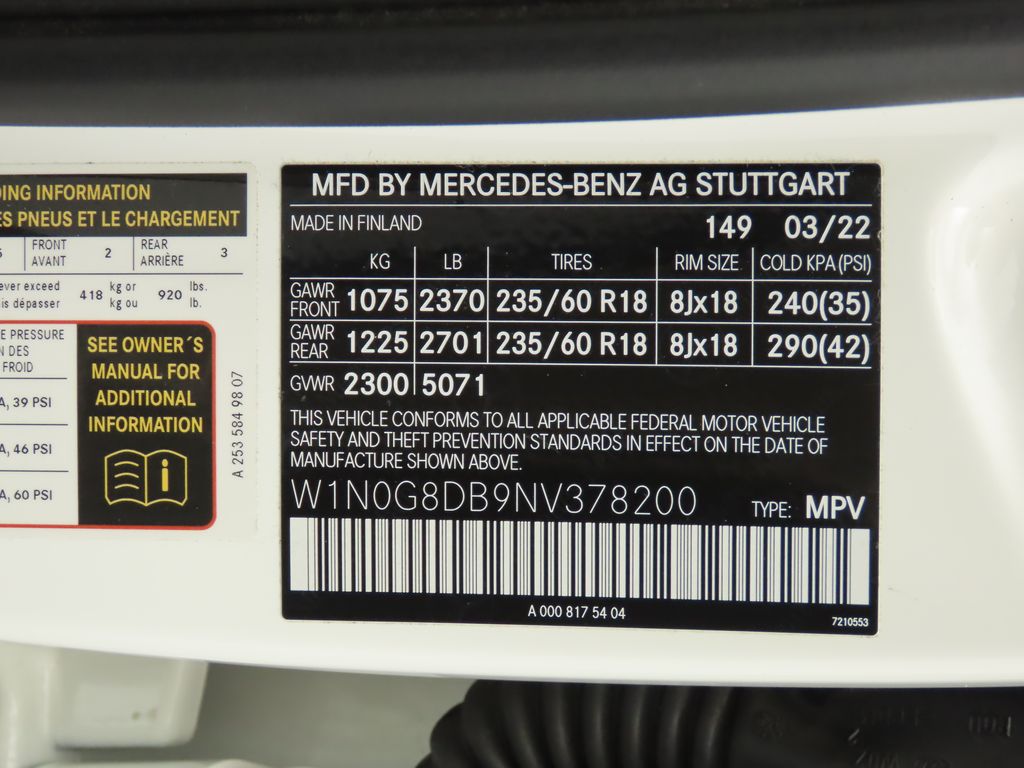 ING INFORMATION
S PNEUS ET LE CHARGEMENT
FRONT
AVANT
2
REAR
ARRIÈRE
3
ever exceed
is dépasser
418
kg or
kg ou
920
lbs.
lb.
E PRESSURE
N DES
FROID
A, 39 PSI
A, 46 PSI
A, 60 PSI
SEE OWNER´S
MANUAL FOR
ADDITIONAL
INFORMATION
A 253 584 98 07
MFD BY MERCEDES-BENZ AG STUTTGART
MADE IN FINLAND 149 03/22
KG LB TIRES RIM SIZE COLD KPA (PSI)
GAWR FRONT 1075 2370 235/60 R18 8Jx18 240(35)
GAWR REAR 1225 2701 235/60 R18 8Jx18 290(42)
GVWR 2300 5071
THIS VEHICLE CONFORMS TO ALL APPLICABLE FEDERAL MOTOR VEHICLE
SAFETY AND THEFT PREVENTION STANDARDS IN EFFECT ON THE DATE OF
MANUFACTURE SHOWN ABOVE.
W1N0G8DB9NV378200 TYPE: MPV
A 000 817 54 04
7210553